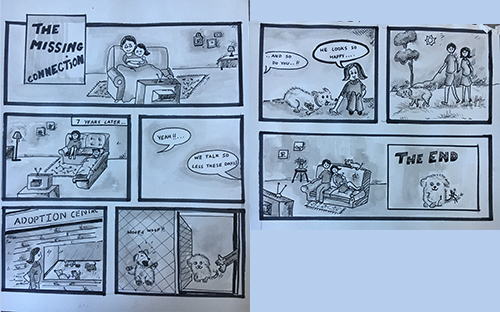 THE
MISSING
CONNECTION
7 YEARS LATER...
YEAH!!...
WE TALK SO
LESS THESE DAYS!
ADOPTION CENTRE
WOOF! WOOF!!
..AND SO
DO YOU..!!
HE LOOKS SO
HAPPY....
THE END